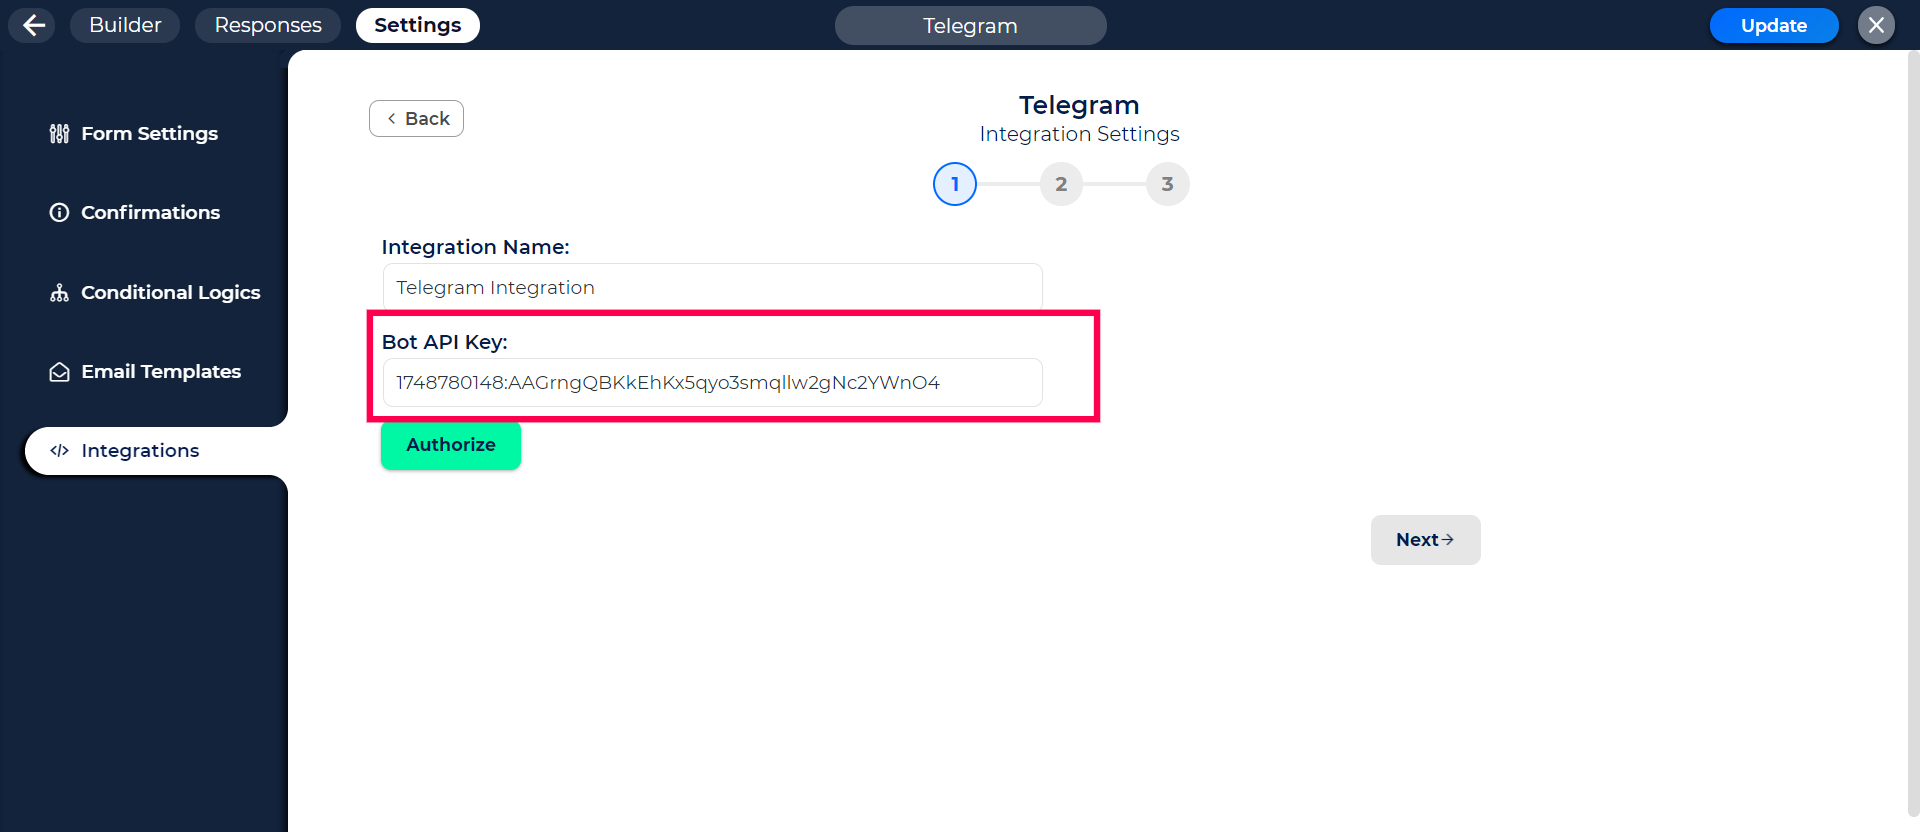 Builder
Responses
Settings
Telegram
Update
Form Settings
Confirmations
Conditional Logics
Email Templates
Integrations
Back
Telegram
Integration Settings
1
2
3
Integration Name:
Telegram Integration
Bot API Key:
1748780148:AAGrngQBKkEhKx5qyo3smqllw2gNc2YWnO4
Authorize
Next